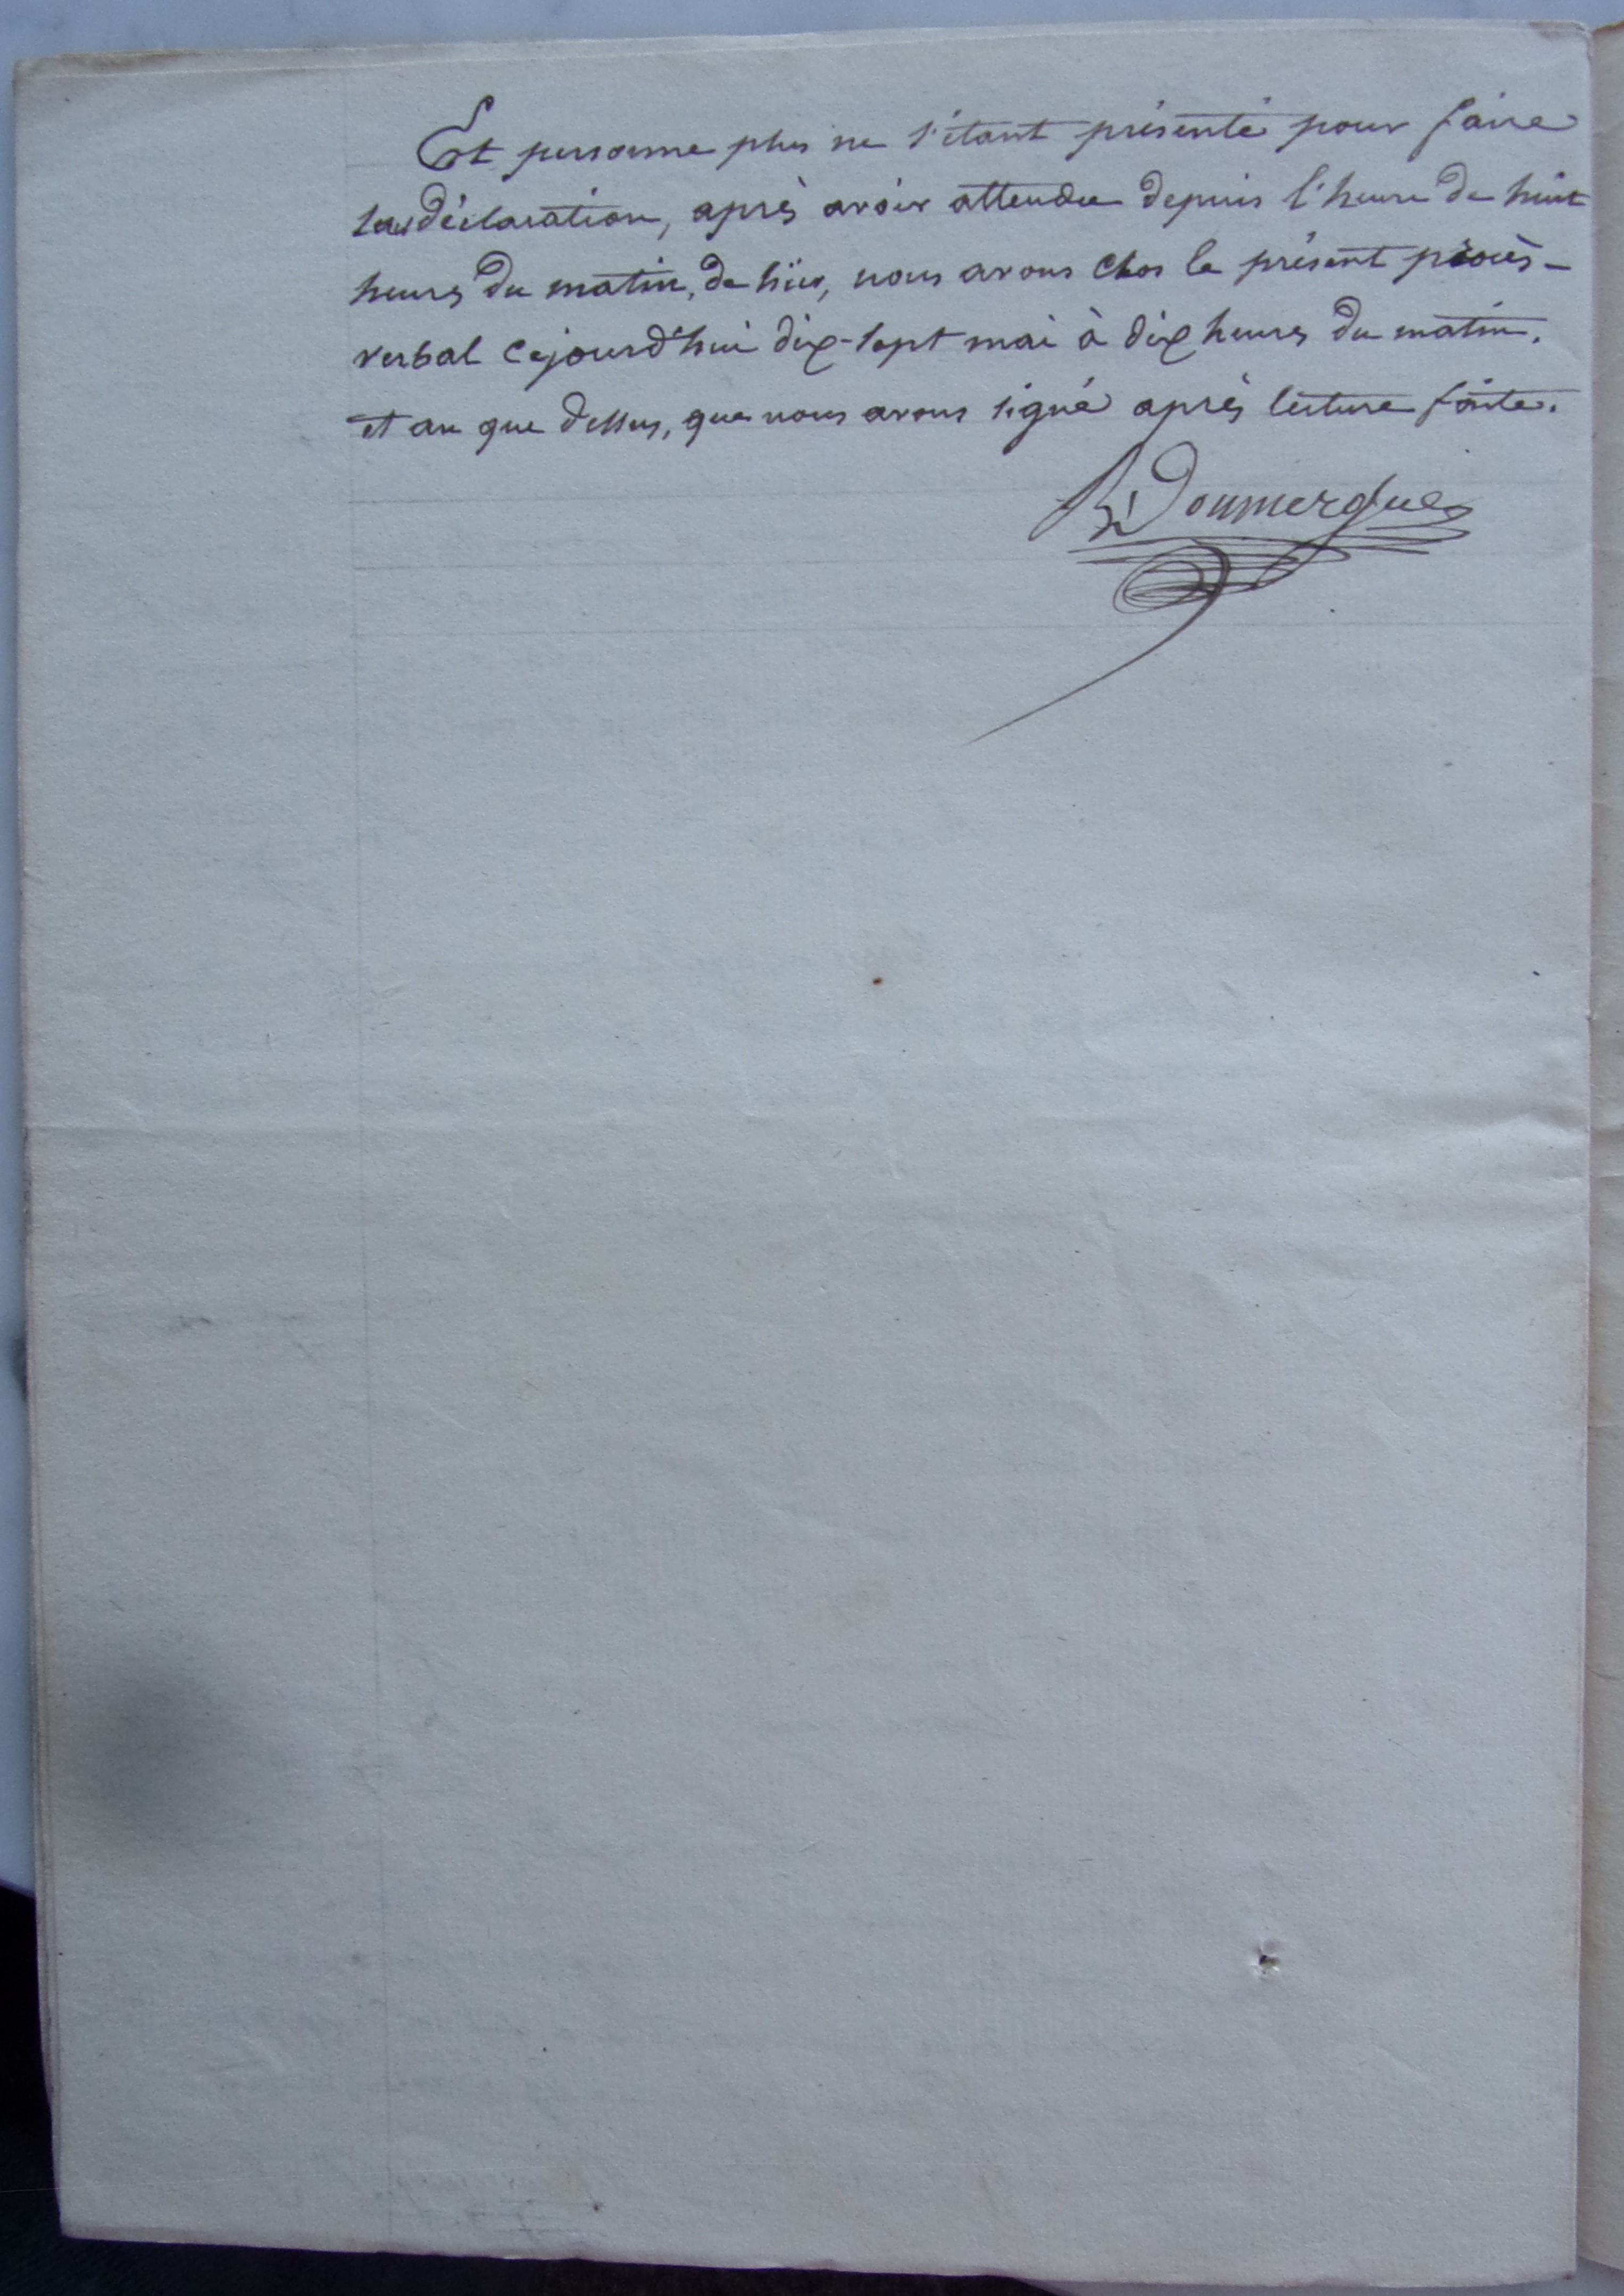 Et personne plus ne s'étant présenté pour faire
sa déclaration, après avoir attendu depuis l'heure de huit
heures du matin, de hier, nous avons clos le présent procès-
verbal cejourd'hui dix-sept mai à dix heures du matin,
et an que dessus, que nous avons signé après lecture faite.
Doumergue